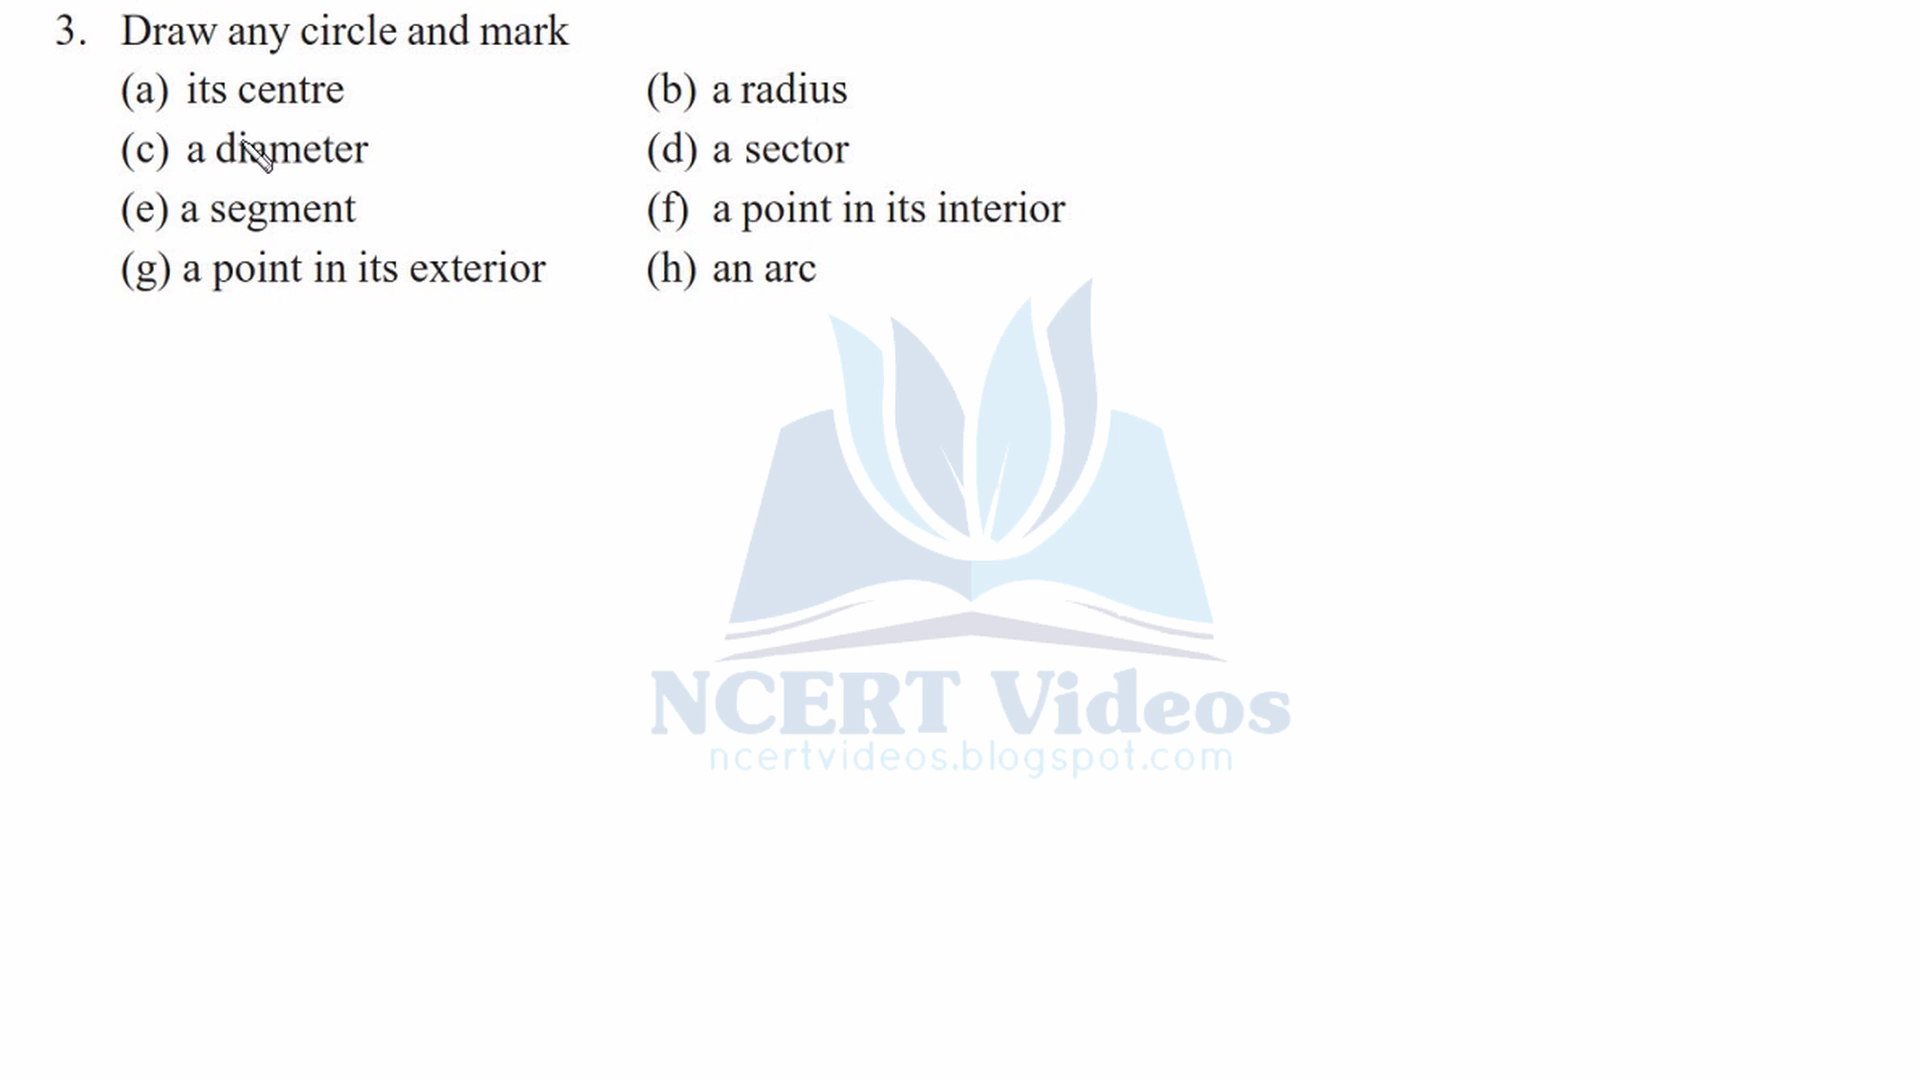 3. Draw any circle and mark
(a) its centre (b) a radius
(c) a diameter (d) a sector
(e) a segment (f) a point in its interior
(g) a point in its exterior (h) an arc
NCERT Videos
ncertvideos.blogspot.com